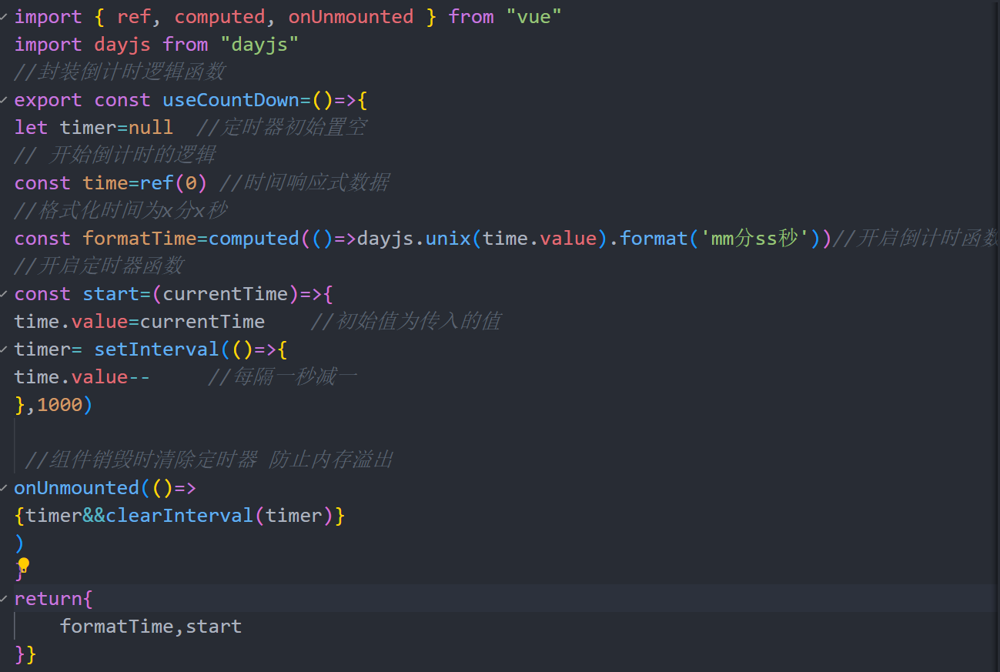 import { ref, computed, onUnmounted } from "vue"
import dayjs from "dayjs"
//封装倒计时逻辑函数
export const useCountDown=()=>{
let timer=null  //定时器初始置空
// 开始倒计时的逻辑
const time=ref(0) //时间响应式数据
//格式化时间为x分x秒
const formatTime=computed(()=>dayjs.unix(time.value).format('mm分ss秒'))//开启倒计时函数
//开启定时器函数
const start=(currentTime)=>{
time.value=currentTime    //初始值为传入的值
timer= setInterval(()=>{
time.value--     //每隔一秒减一
},1000)
//组件销毁时清除定时器 防止内存溢出
onUnmounted(()=>
{timer&&clearInterval(timer)}
)
}
return{
    formatTime,start
}}